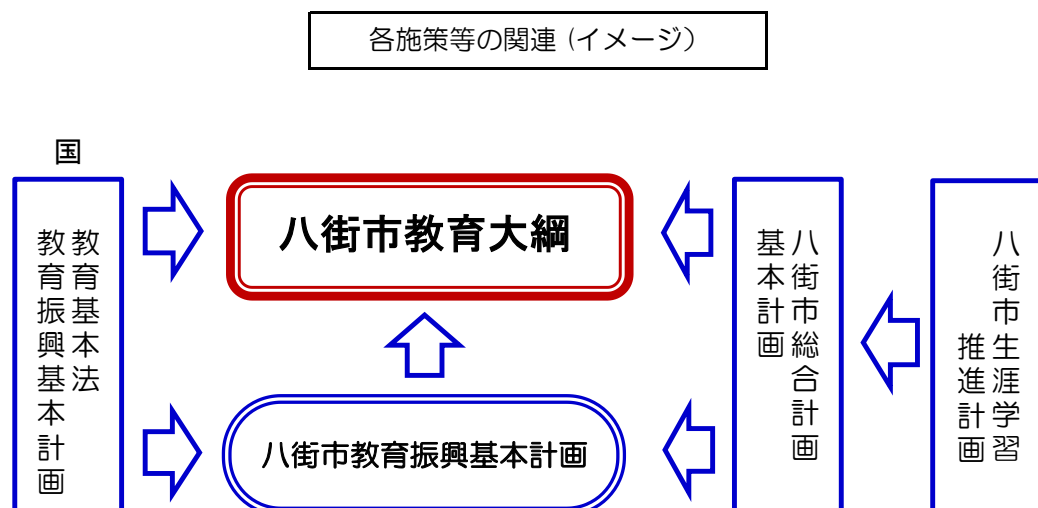 各施策等の関連（イメージ）
国
教育基本法
教育振興基本計画
八街市教育大綱
八街市教育振興基本計画
八街市総合計画
基本計画
八街市生涯学習
推進計画